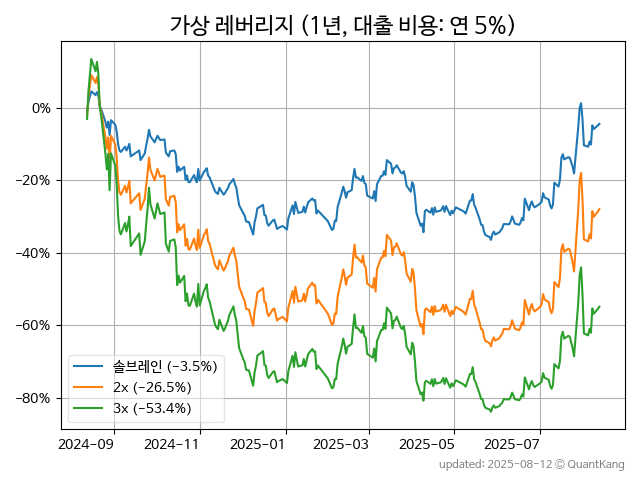 가상 레버리지 (1년, 대출 비용: 연 5%)
0%
−20%
−40%
−60%
−80%
솔브레인 (−3.5%)
2x (−26.5%)
3x (−53.4%)
2024-09 2024-11 2025-01 2025-03 2025-05 2025-07
updated: 2025-08-12 © QuantKang